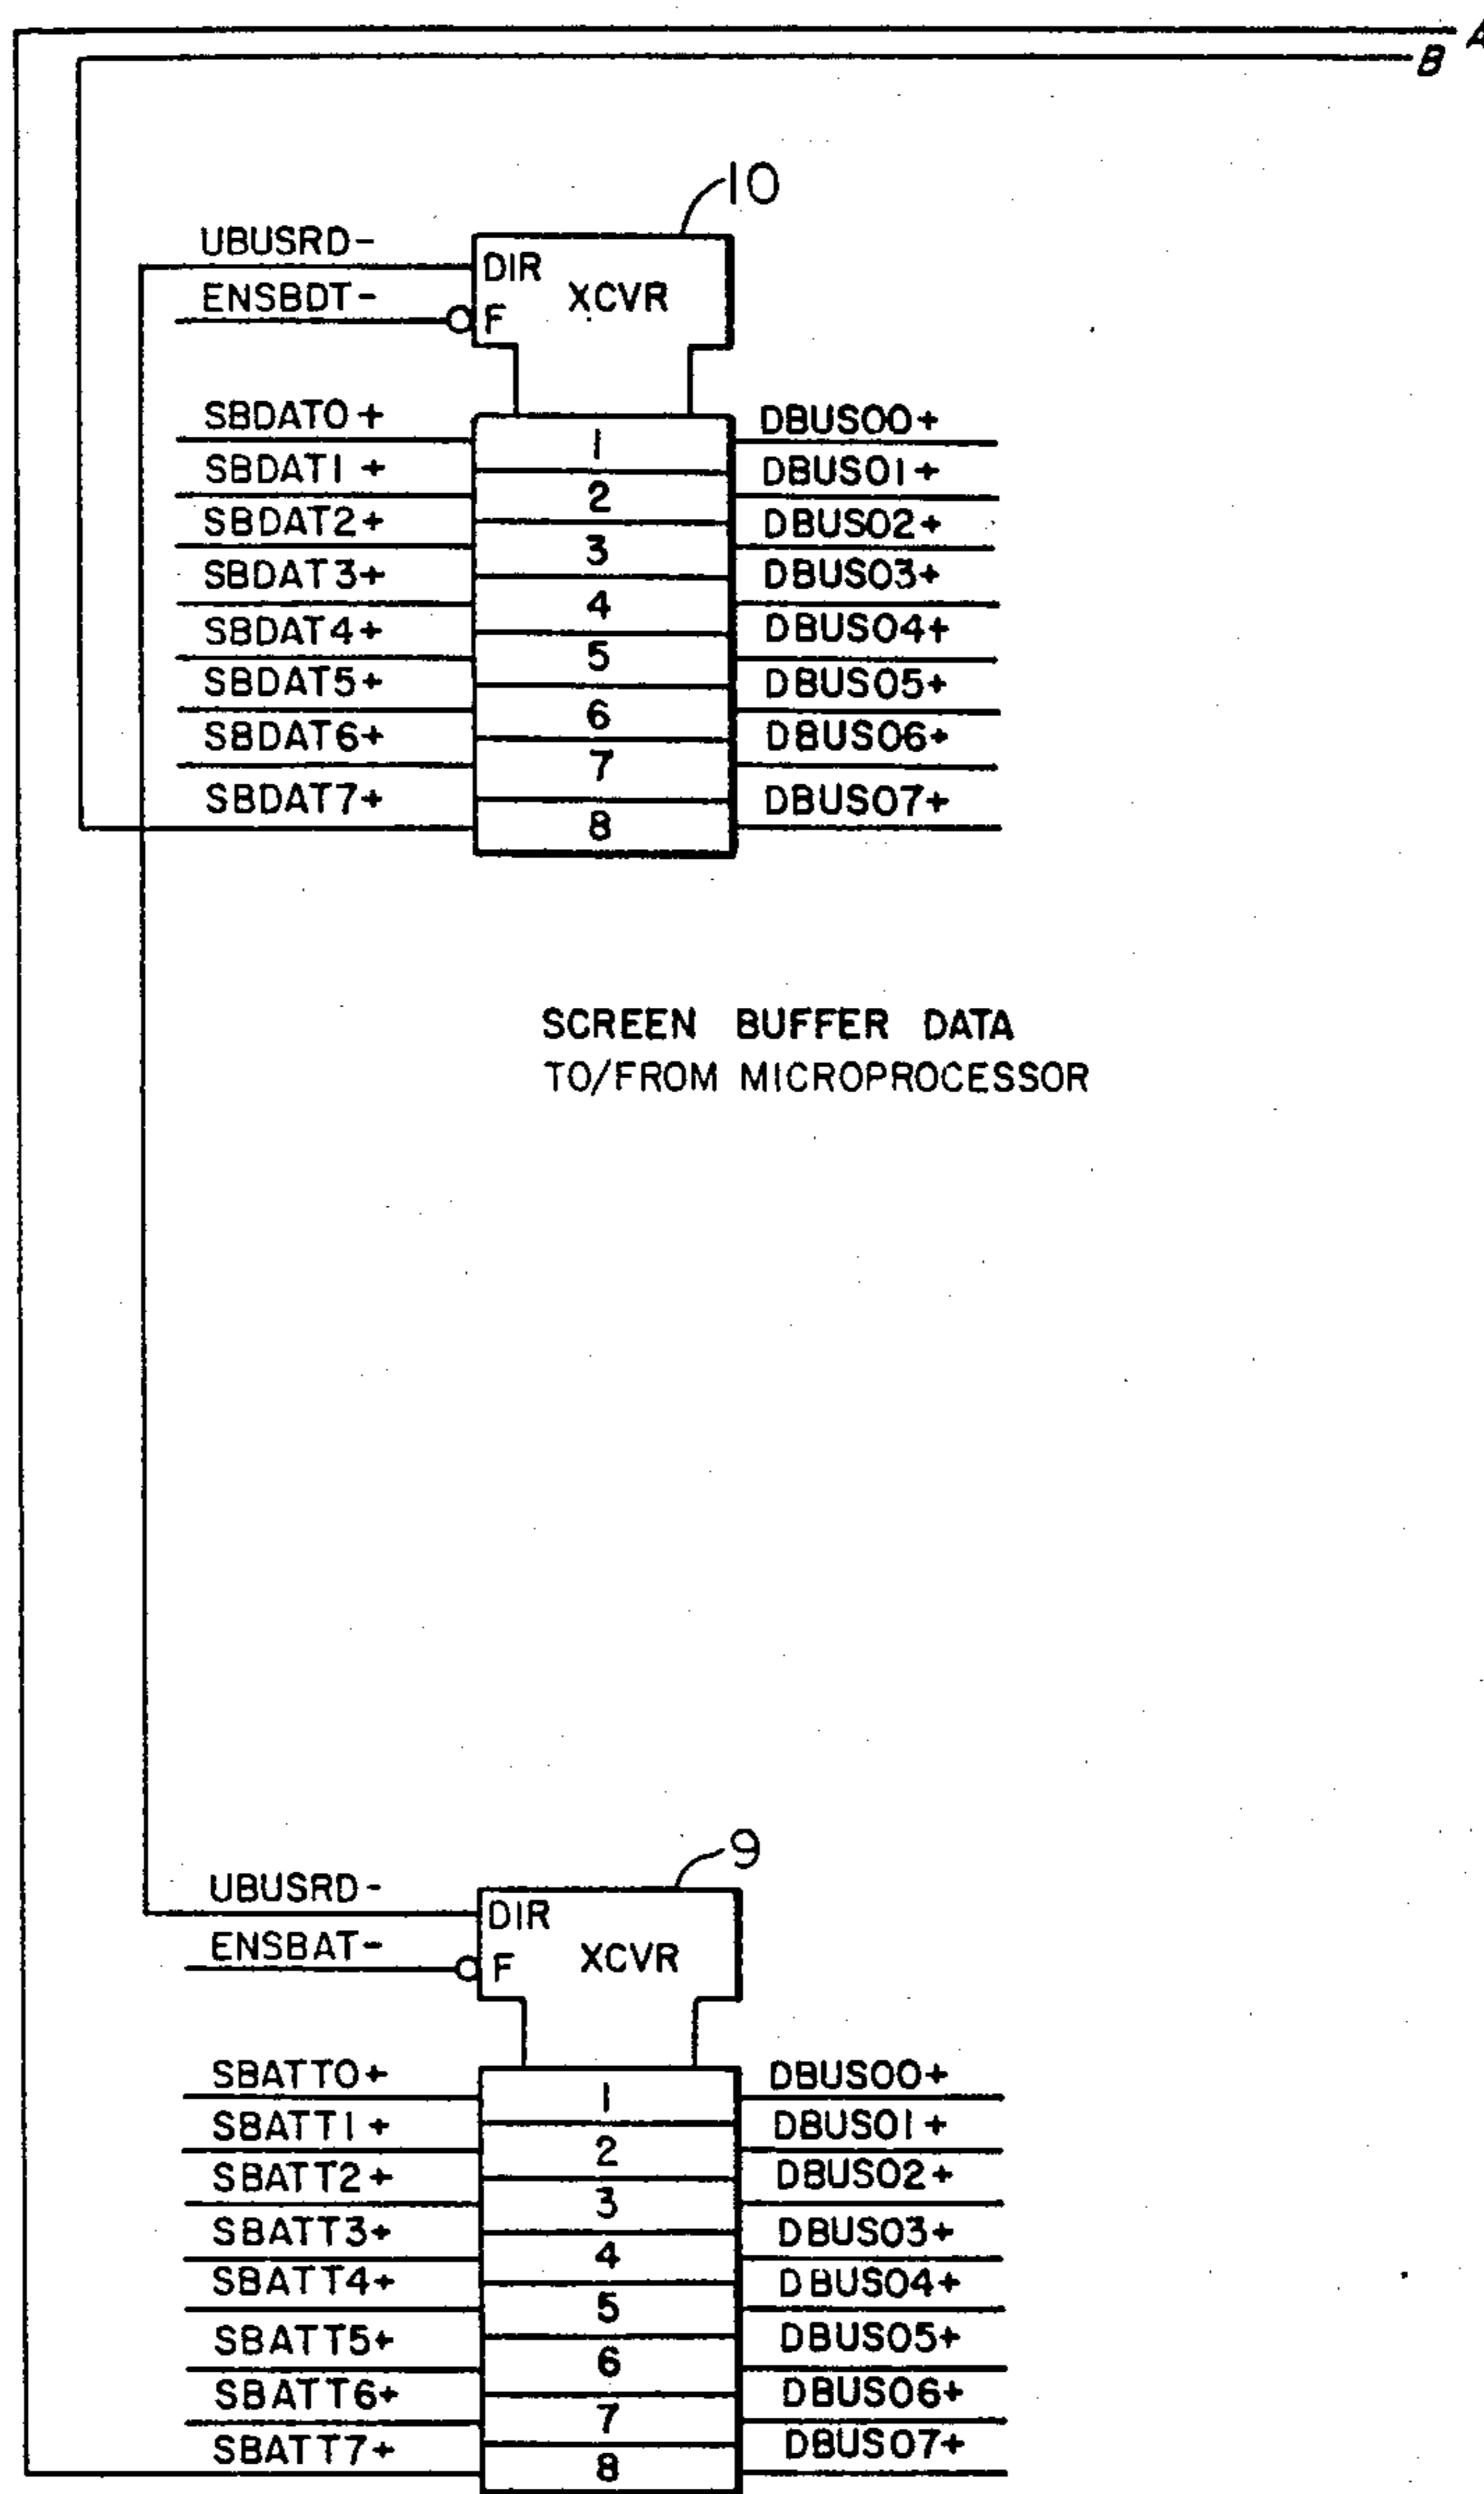 A
B
10
UBUSRD-
DIR
ENSBDT-
F
XCVR
SBDAT0+ 1 DBUS00+
SBDAT1+ 2 DBUS01+
SBDAT2+ 3 DBUS02+
SBDAT3+ 4 DBUS03+
SBDAT4+ 5 DBUS04+
SBDAT5+ 6 DBUS05+
SBDAT6+ 7 DBUS06+
SBDAT7+ 8 DBUS07+
SCREEN BUFFER DATA
TO/FROM MICROPROCESSOR
9
UBUSRD-
DIR
ENSBAT-
F
XCVR
SBATT0+ 1 DBUS00+
SBATT1+ 2 DBUS01+
SBATT2+ 3 DBUS02+
SBATT3+ 4 DBUS03+
SBATT4+ 5 DBUS04+
SBATT5+ 6 DBUS05+
SBATT6+ 7 DBUS06+
SBATT7+ 8 DBUS07+